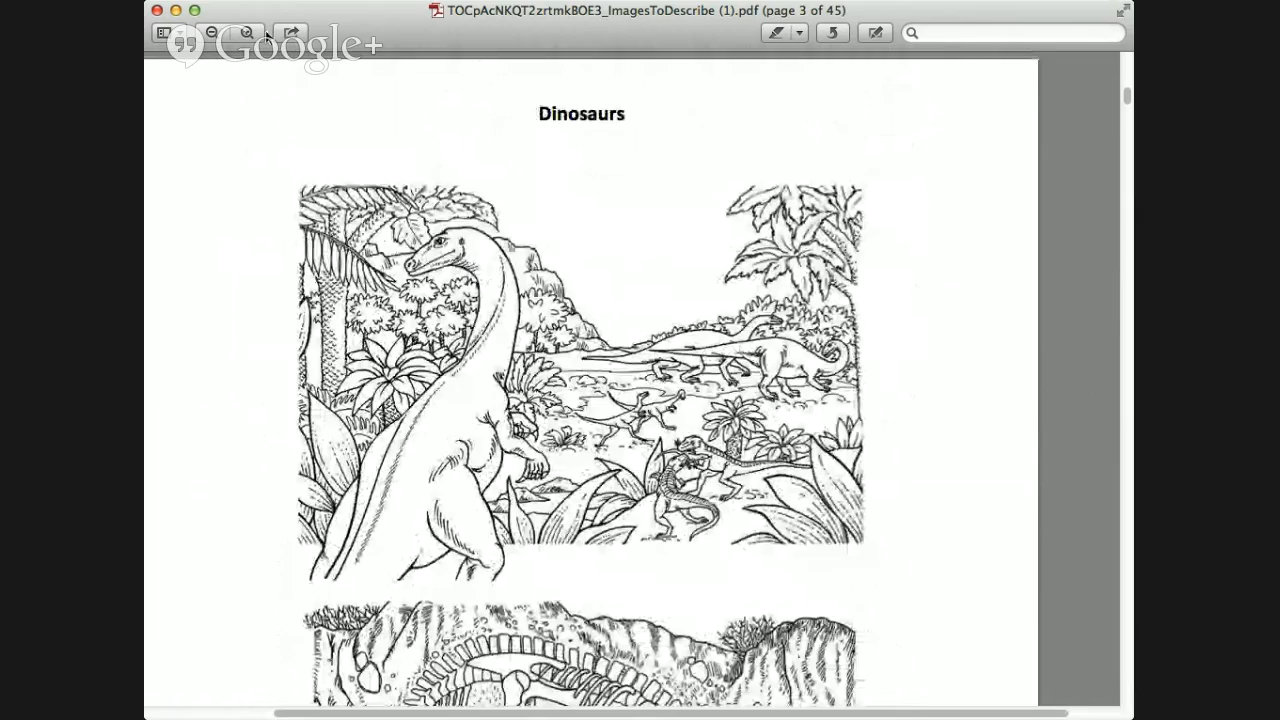 TOCpAcNKQT2zrtmkBOE3_ImagesToDescribe (1).pdf (page 3 of 45)
Google+
Dinosaurs